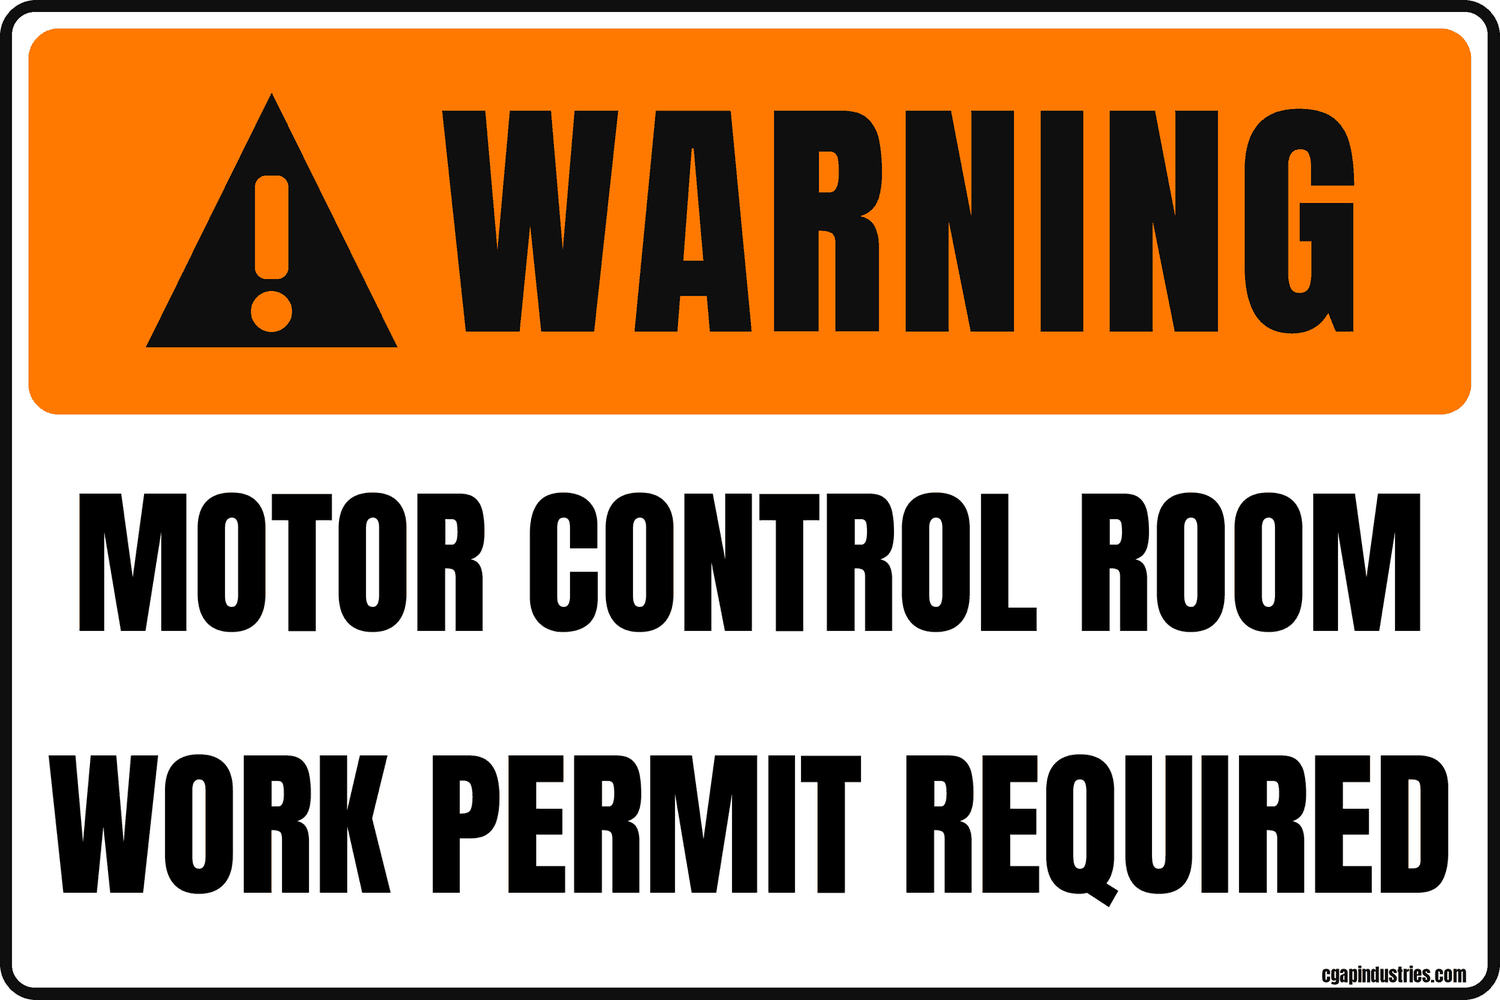 WARNING
MOTOR CONTROL ROOM
WORK PERMIT REQUIRED
cgapindustries.com